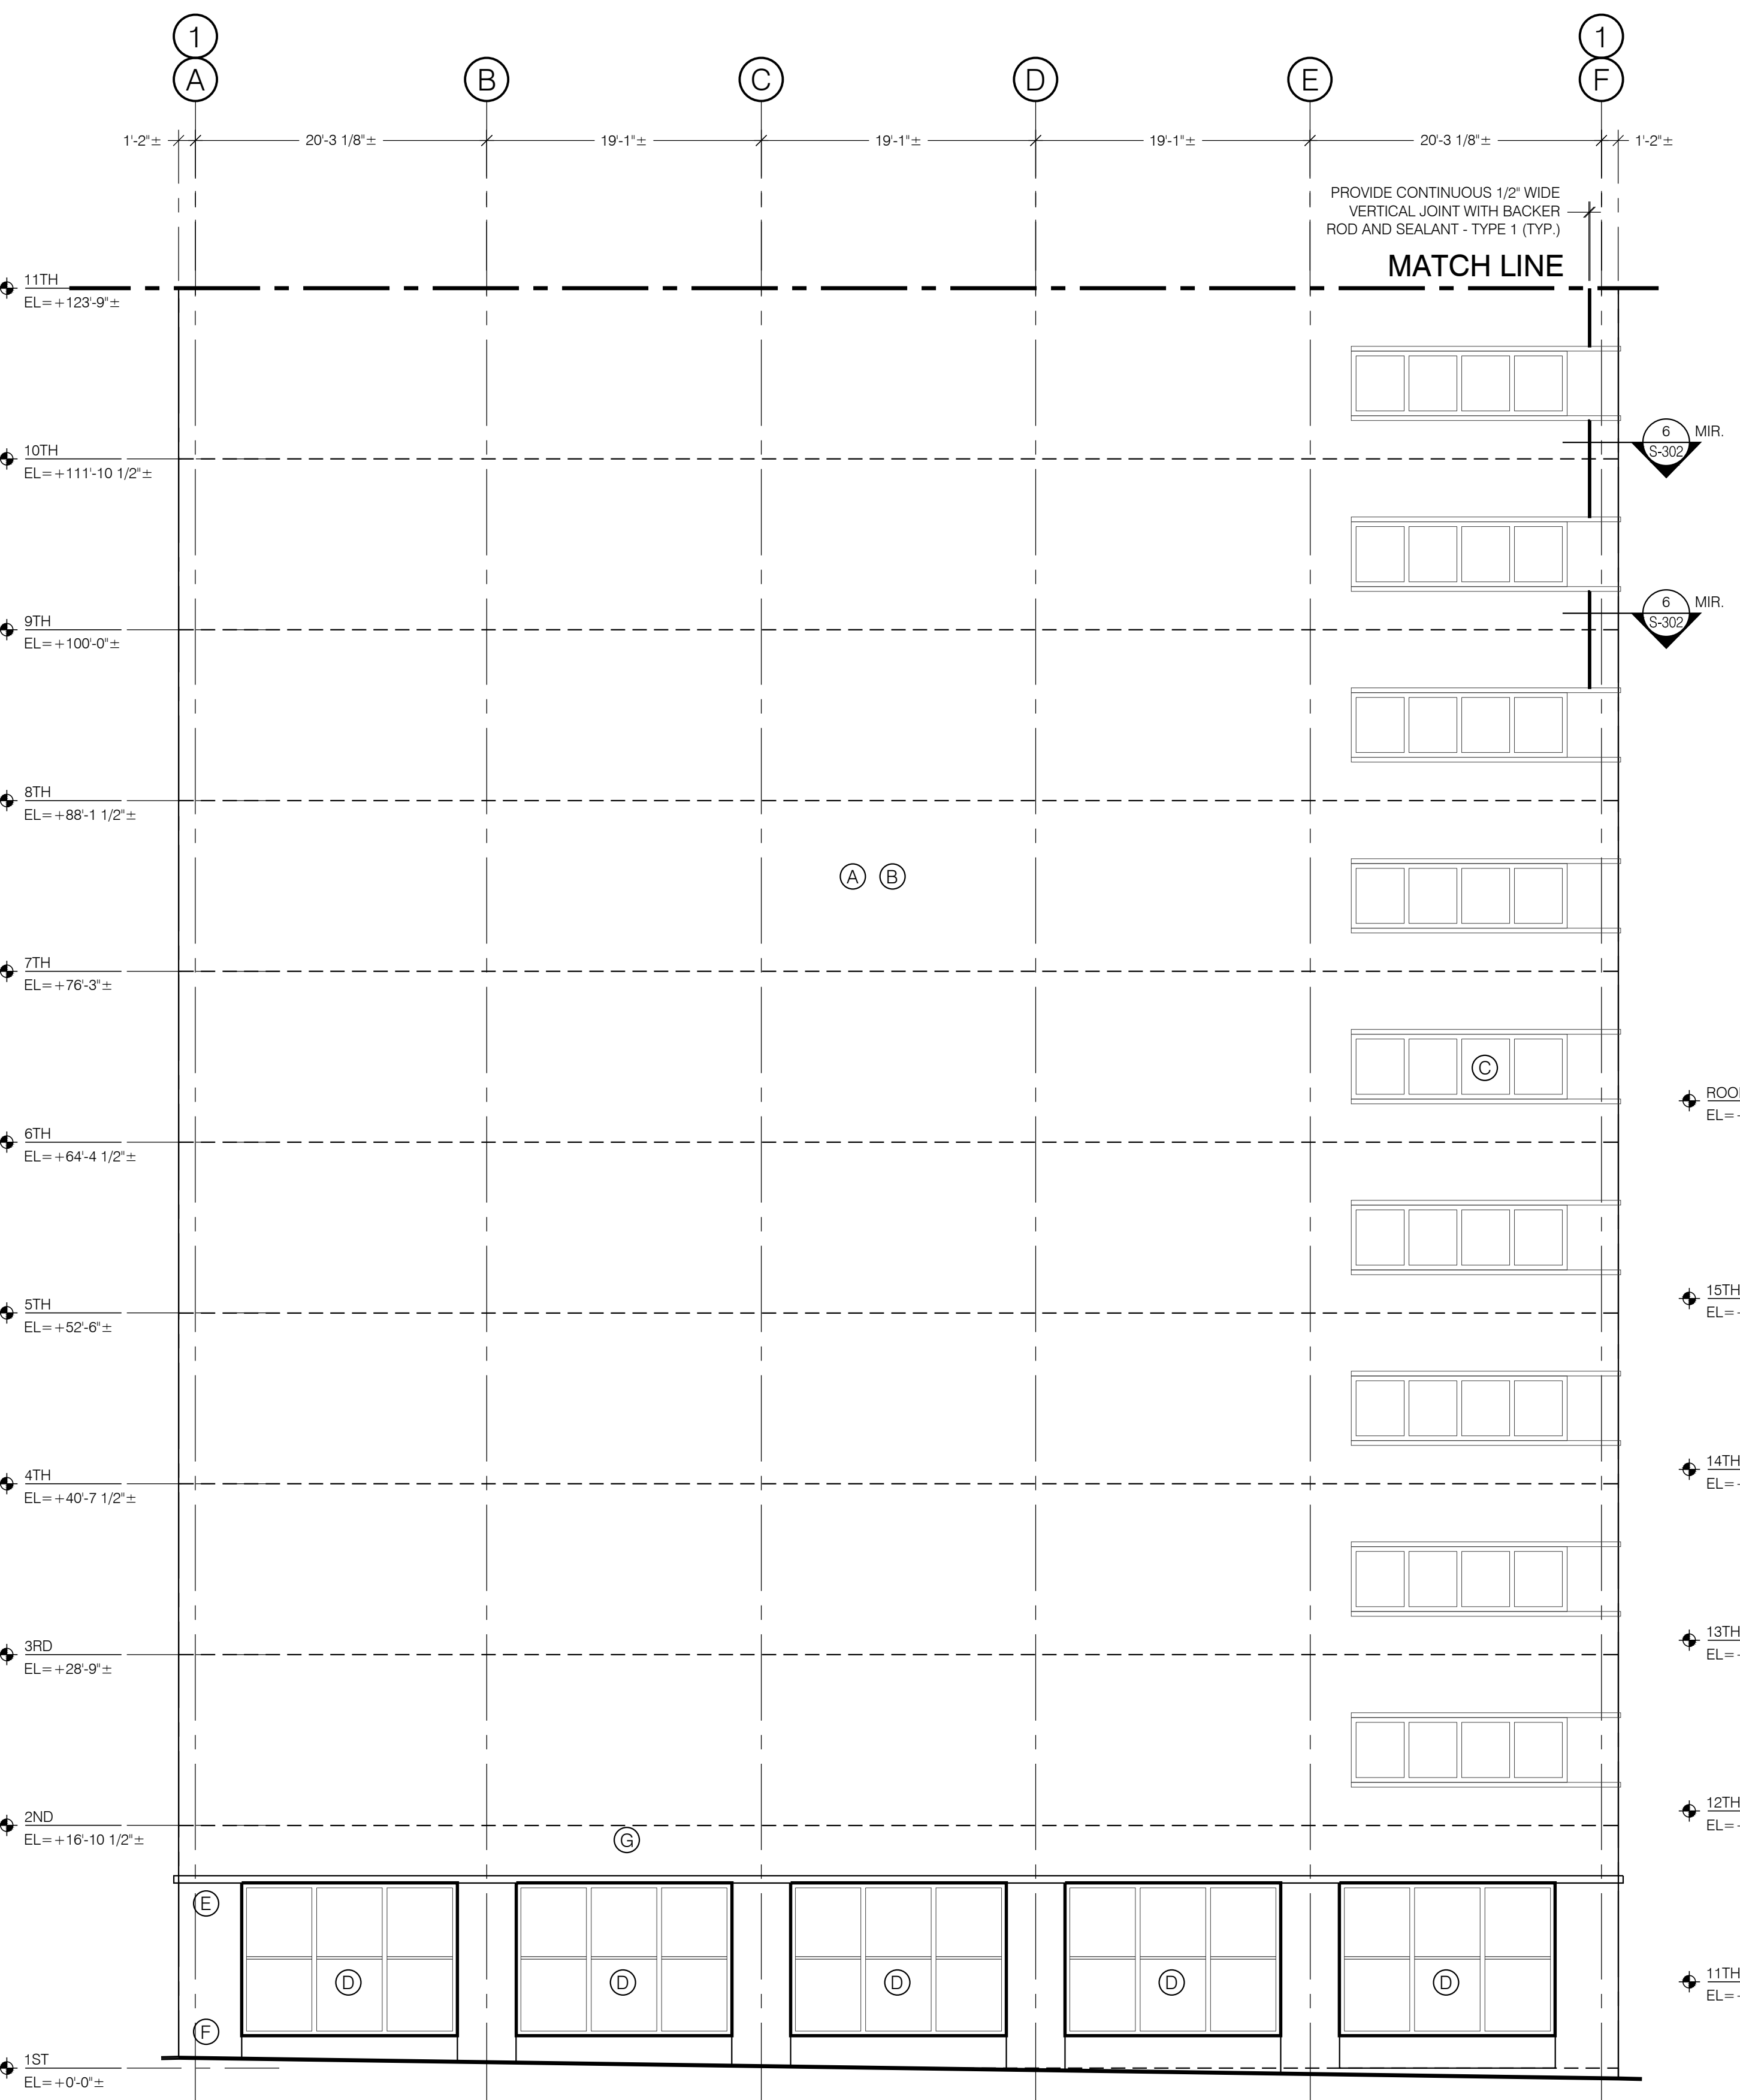 1 1
A B C D E F
1'-2"± 20'-3 1/8"± 19'-1"± 19'-1"± 19'-1"± 20'-3 1/8"± 1'-2"±
PROVIDE CONTINUOUS 1/2" WIDE
VERTICAL JOINT WITH BACKER
ROD AND SEALANT - TYPE 1 (TYP.)
MATCH LINE
11TH
EL=+123'-9"±
6 MIR.
S-302
10TH
EL=+111'-10 1/2"±
6 MIR.
S-302
9TH
EL=+100'-0"±
8TH
EL=+88'-1 1/2"±
A B
7TH
EL=+76'-3"±
C
6TH
EL=+64'-4 1/2"±
5TH
EL=+52'-6"±
15TH
EL=
4TH
EL=+40'-7 1/2"±
14TH
EL=
3RD
EL=+28'-9"±
13TH
EL=
2ND
EL=+16'-10 1/2"±
12TH
EL=
G
E
D D D D D
11TH
EL=
F
1ST
EL=+0'-0"±